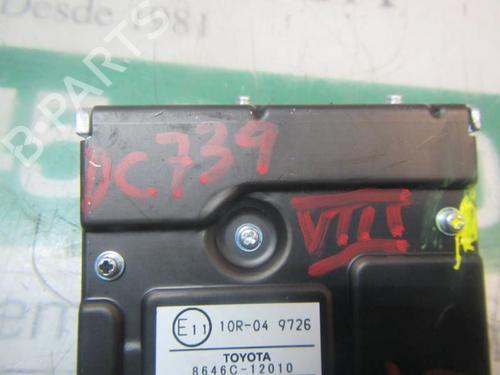 Desde 1981
B-PARTS
DC739
VIII
E11 10R-04 9726
TOYOTA
8646C-12010